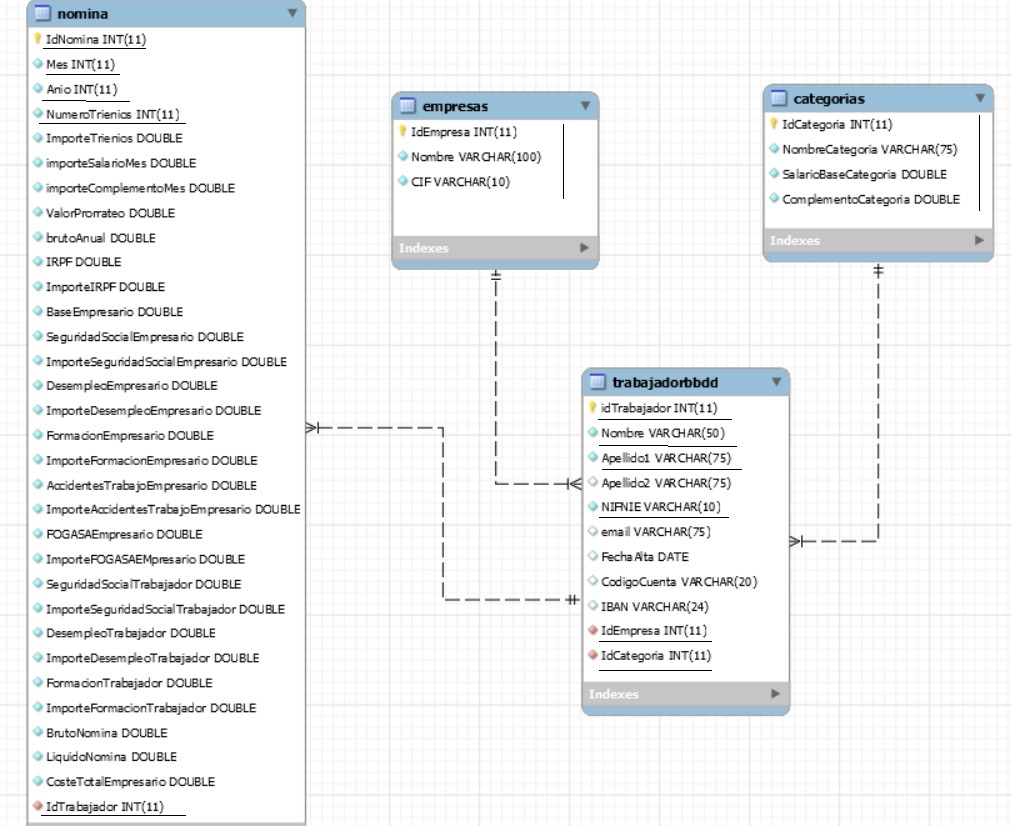 nomina
IdNomina INT(11)
Mes INT(11)
Anio INT(11)
NumeroTrienios INT(11)
ImporteTrienios DOUBLE
importeSalarioMes DOUBLE
importeComplementoMes DOUBLE
ValorProrrateo DOUBLE
brutoAnual DOUBLE
IRPF DOUBLE
ImporteIRPF DOUBLE
BaseEmpresario DOUBLE
SeguridadSocialEmpresario DOUBLE
ImporteSeguridadSocialEmpresario DOUBLE
DesempleoEmpresario DOUBLE
ImporteDesempleoEmpresario DOUBLE
FormacionEmpresario DOUBLE
ImporteFormacionEmpresario DOUBLE
AccidentesTrabajoEmpresario DOUBLE
ImporteAccidentesTrabajoEmpresario DOUBLE
FOGASAEmpresario DOUBLE
ImporteFOGASAEMpresario DOUBLE
SeguridadSocialTrabajador DOUBLE
ImporteSeguridadSocialTrabajador DOUBLE
DesempleoTrabajador DOUBLE
ImporteDesempleoTrabajador DOUBLE
FormacionTrabajador DOUBLE
ImporteFormacionTrabajador DOUBLE
BrutoNomina DOUBLE
LiquidoNomina DOUBLE
CosteTotalEmpresario DOUBLE
IdTrabajador INT(11)
empresas
IdEmpresa INT(11)
Nombre VARCHAR(100)
CIF VARCHAR(10)
Indexes
categorias
IdCategoria INT(11)
NombreCategoria VARCHAR(75)
SalarioBaseCategoria DOUBLE
ComplementoCategoria DOUBLE
Indexes
trabajadorbbdd
idTrabajador INT(11)
Nombre VARCHAR(50)
Apellido1 VARCHAR(75)
Apellido2 VARCHAR(75)
NIFNIE VARCHAR(10)
email VARCHAR(75)
FechaAlta DATE
CodigoCuenta VARCHAR(20)
IBAN VARCHAR(24)
IdEmpresa INT(11)
IdCategoria INT(11)
Indexes